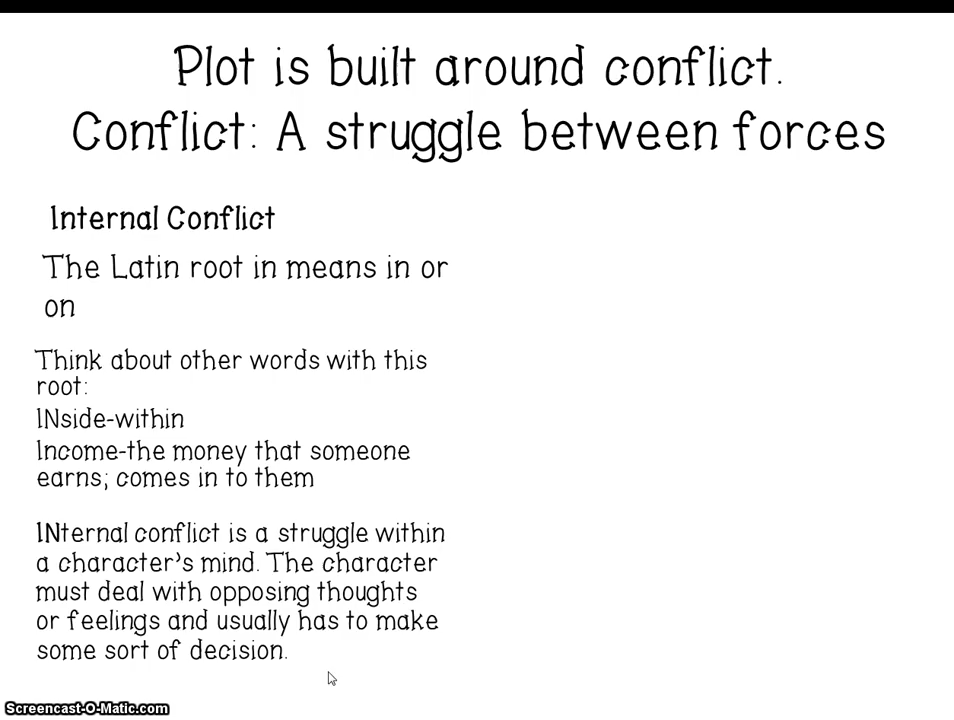 Plot is built around conflict.
Conflict: A struggle between forces
Internal Conflict
The Latin root in means in or
on
Think about other words with this
root:
INside-within
Income-the money that someone
earns; comes in to them
INternal conflict is a struggle within
a character's mind. The character
must deal with opposing thoughts
or feelings and usually has to make
some sort of decision.
Screencast-O-Matic.com